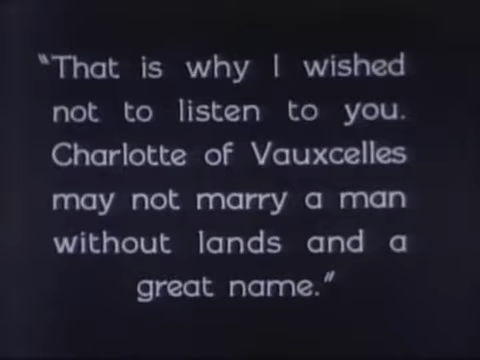 "That is why I wished
not to listen to you.
Charlotte of Vauxcelles
may not marry a man
without lands and a
great name."